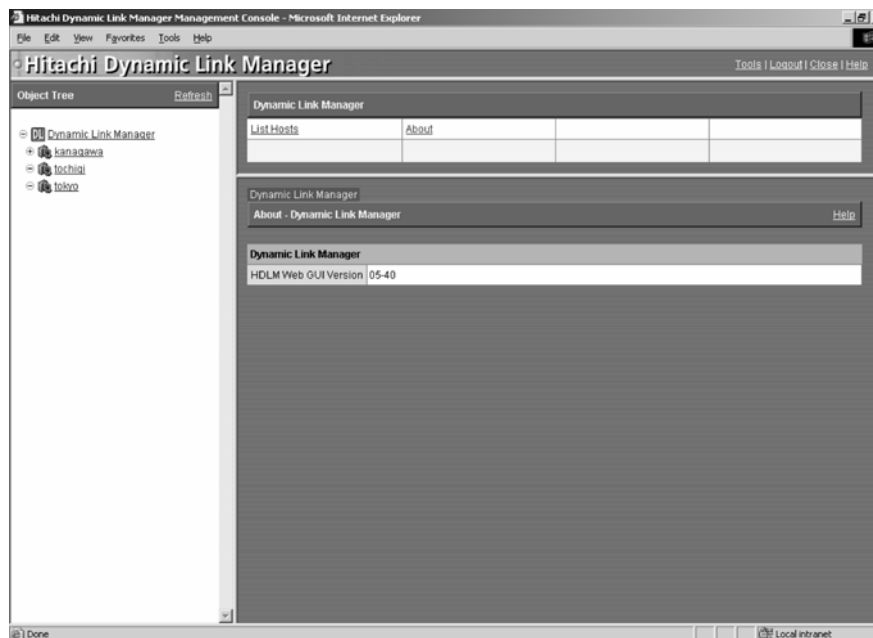 Hitachi Dynamic Link Manager Management Console - Microsoft Internet Explorer
File Edit View Favorites Tools Help
Hitachi Dynamic Link Manager
Tools | Logout | Close | Help
Object Tree Refresh
Dynamic Link Manager
kanagawa
tochigi
tokyo
Dynamic Link Manager
List Hosts About
Dynamic Link Manager
About - Dynamic Link Manager Help
Dynamic Link Manager
HDLM Web GUI Version 05-40
Done Local intranet